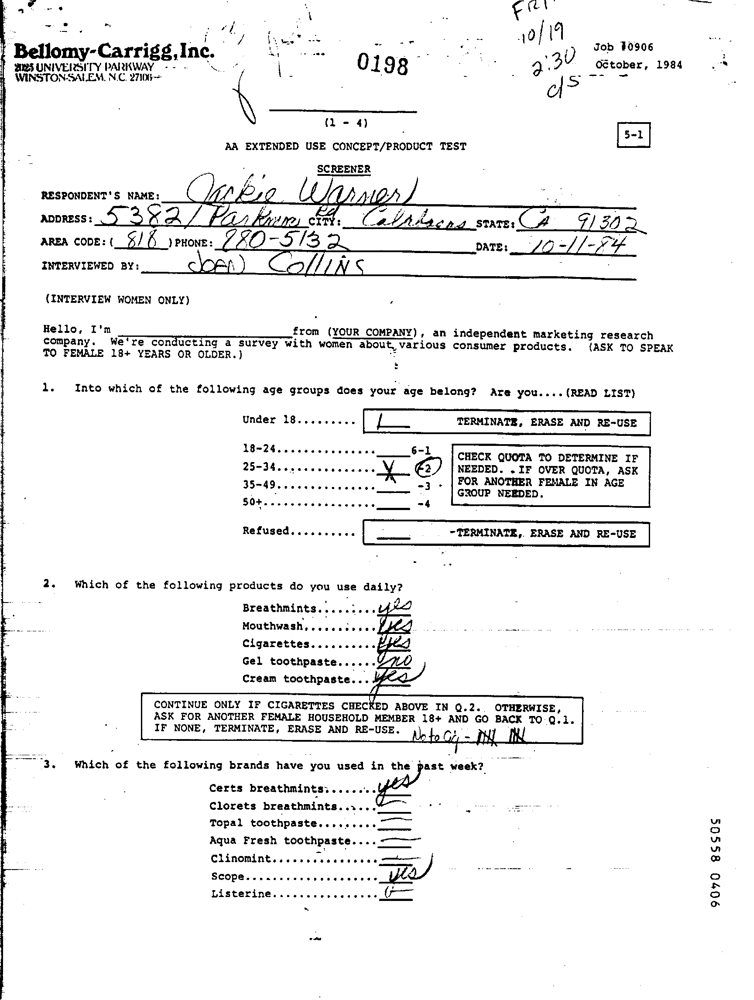 FRI
10/19
2:30
c/s
Bellomy-Carrigg, Inc.
2125 UNIVERSITY PARKWAY
WINSTON-SALEM, N.C. 27106
0198
Job #0906
October, 1984
(1 - 4)
5-1
AA EXTENDED USE CONCEPT/PRODUCT TEST
SCREENER
RESPONDENT'S NAME: Jackie Warner
ADDRESS: 5382 Parkmor Rd CITY: Calabasas STATE: CA 91302
AREA CODE: ( 818 ) PHONE: 880-5132 DATE: 10-11-84
INTERVIEWED BY: Joan Collins
(INTERVIEW WOMEN ONLY)
Hello, I'm ____ from (YOUR COMPANY), an independent marketing research
company. We're conducting a survey with women about various consumer products. (ASK TO SPEAK
TO FEMALE 18+ YEARS OR OLDER.)
1. Into which of the following age groups does your age belong? Are you....(READ LIST)
Under 18......... | TERMINATE, ERASE AND RE-USE
18-24............... 6-1
25-34............... X -2
35-49............... -3
50+................. -4
CHECK QUOTA TO DETERMINE IF
NEEDED. IF OVER QUOTA, ASK
FOR ANOTHER FEMALE IN AGE
GROUP NEEDED.
Refused.......... -TERMINATE, ERASE AND RE-USE
2. Which of the following products do you use daily?
Breathmints......... yes
Mouthwash........... yes
Cigarettes.......... yes
Gel toothpaste...... no
Cream toothpaste... yes
CONTINUE ONLY IF CIGARETTES CHECKED ABOVE IN Q.2. OTHERWISE,
ASK FOR ANOTHER FEMALE HOUSEHOLD MEMBER 18+ AND GO BACK TO Q.1.
IF NONE, TERMINATE, ERASE AND RE-USE. No to Cig -
3. Which of the following brands have you used in the past week?
Certs breathmints........ yes
Clorets breathmints......
Topal toothpaste.........
Aqua Fresh toothpaste....
Clinomint................
Scope.................... yes
Listerine................
50558 0406